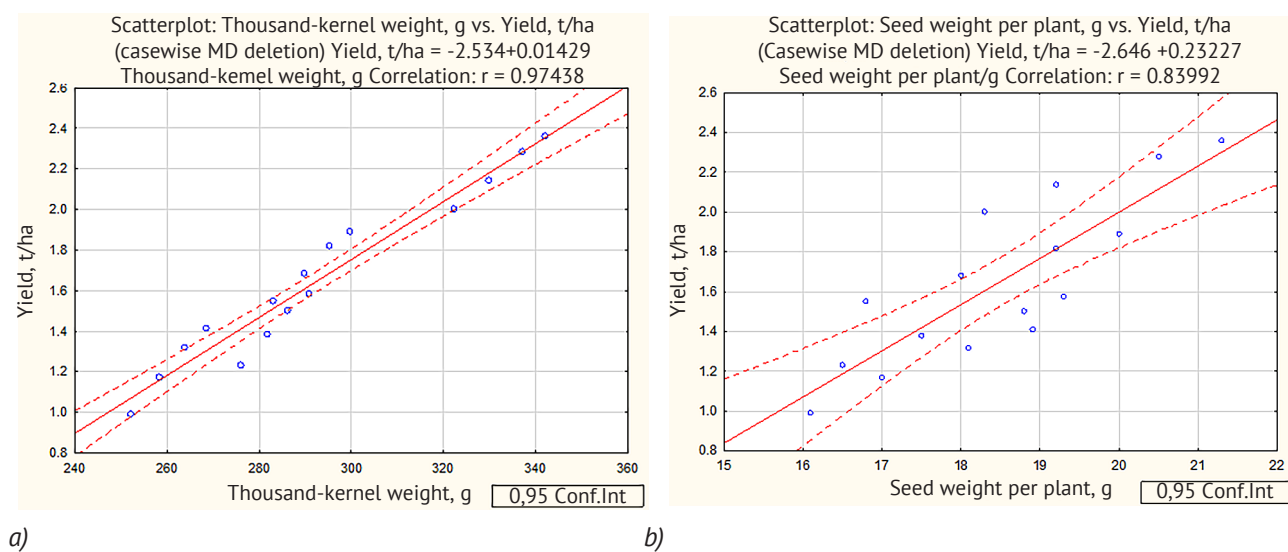 Scatterplot: Thousand-kernel weight, g vs. Yield, t/ha
(casewise MD deletion) Yield, t/ha = -2.534+0.01429
Thousand-kemel weight, g Correlation: r = 0.97438
2.6
2.4
2.2
2.0
1.8
1.6
1.4
1.2
1.0
0.8
Yield, t/ha
240 260 280 300 320 340 360
Thousand-kernel weight, g
0,95 Conf.Int
a)
Scatterplot: Seed weight per plant, g vs. Yield, t/ha
(Casewise MD deletion) Yield, t/ha = -2.646 +0.23227
Seed weight per plant/g Correlation: r = 0.83992
2.6
2.4
2.2
2.0
1.8
1.6
1.4
1.2
1.0
0.8
Yield, t/ha
15 16 17 18 19 20 21 22
Seed weight per plant, g
0,95 Conf.Int
b)